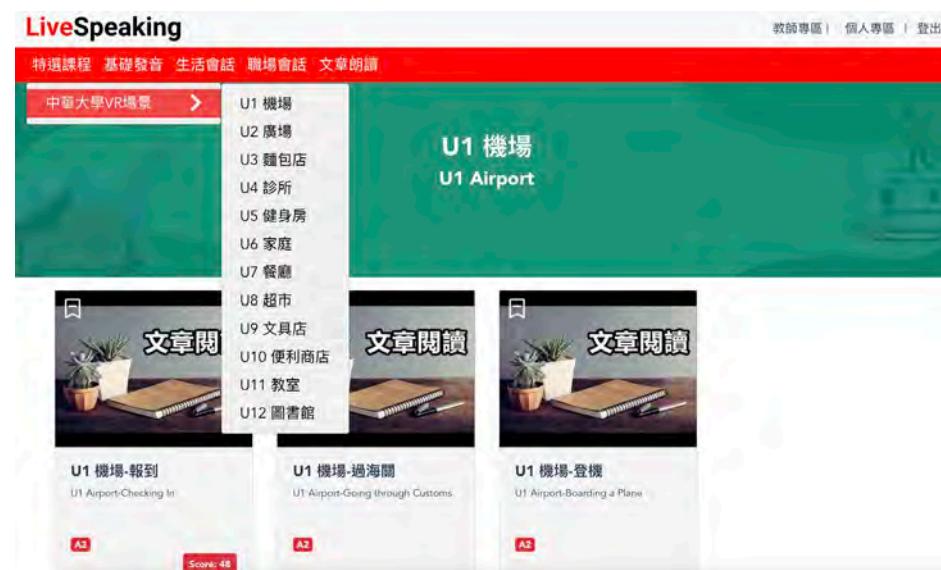 LiveSpeaking
教師專區 | 個人專區 | 登出
特選課程 基礎發音 生活會話 職場會話 文章朗讀
中華大學VR場景
U1 機場
U2 廣場
U3 麵包店
U4 診所
U5 健身房
U6 家庭
U7 餐廳
U8 超市
U9 文具店
U10 便利商店
U11 教室
U12 圖書館
U1 機場
U1 Airport
文章閱
文章閱讀
文章閱讀
U1 機場-報到
U1 Airport-Checking In
A2
Score: 48
U1 機場-過海關
U1 Airport-Going through Customs
A2
U1 機場-登機
U1 Airport-Boarding a Plane
A2